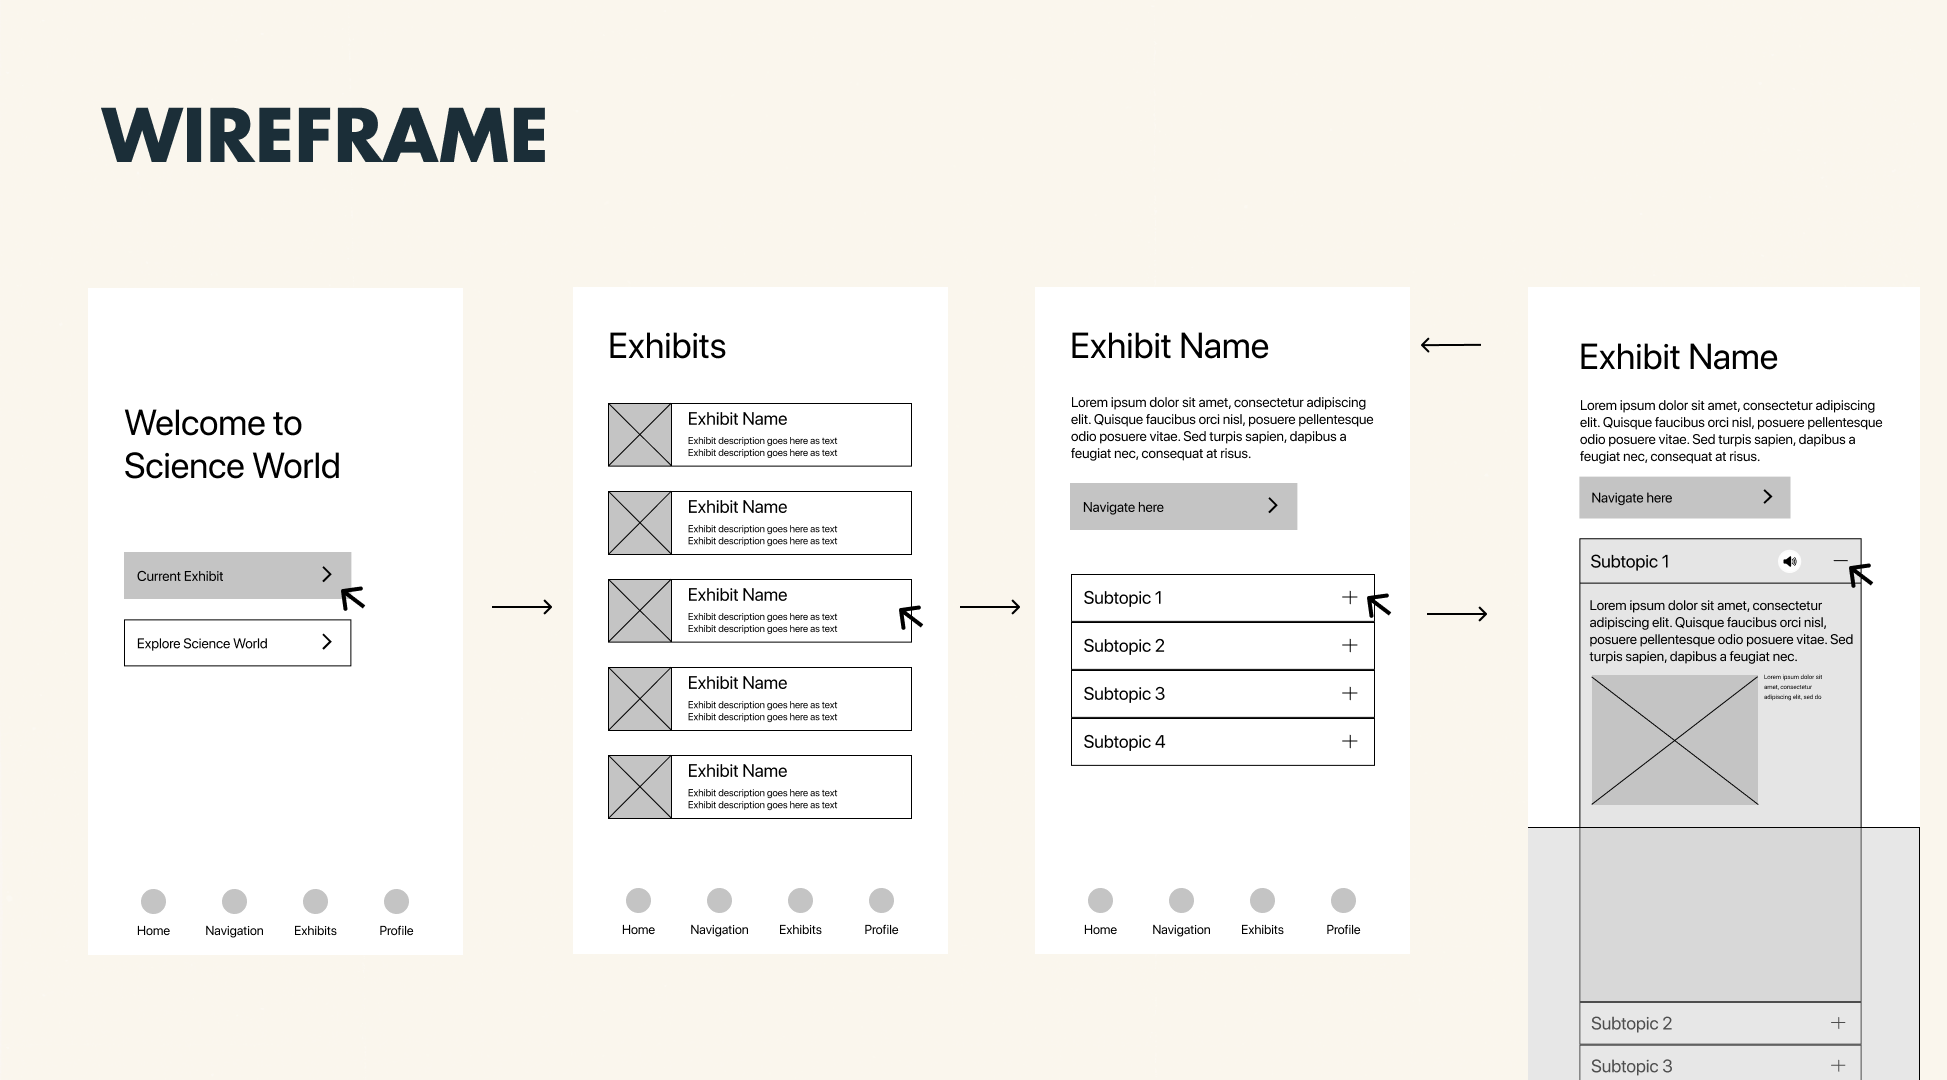 WIREFRAME
Welcome to
Science World
Current Exhibit
Explore Science World
Home
Navigation
Exhibits
Profile
Exhibits
Exhibit Name
Exhibit description goes here as text
Exhibit description goes here as text
Exhibit Name
Exhibit description goes here as text
Exhibit description goes here as text
Exhibit Name
Exhibit description goes here as text
Exhibit description goes here as text
Exhibit Name
Exhibit description goes here as text
Exhibit description goes here as text
Exhibit Name
Exhibit description goes here as text
Exhibit description goes here as text
Home
Navigation
Exhibits
Profile
Exhibit Name
Lorem ipsum dolor sit amet, consectetur adipiscing
elit. Quisque faucibus orci nisl, posuere pellentesque
odio posuere vitae. Sed turpis sapien, dapibus a
feugiat nec, consequat at risus.
Navigate here
Subtopic 1
Subtopic 2
Subtopic 3
Subtopic 4
Home
Navigation
Exhibits
Profile
Exhibit Name
Lorem ipsum dolor sit amet, consectetur adipiscing
elit. Quisque faucibus orci nisl, posuere pellentesque
odio posuere vitae. Sed turpis sapien, dapibus a
feugiat nec, consequat at risus.
Navigate here
Subtopic 1
Lorem ipsum dolor sit amet, consectetur
adipiscing elit. Quisque faucibus orci nisl,
posuere pellentesque odio posuere vitae. Sed
turpis sapien, dapibus a feugiat nec.
Lorem ipsum dolor sit
amet, consectetur
adipiscing elit, sed do
Subtopic 2
Subtopic 3